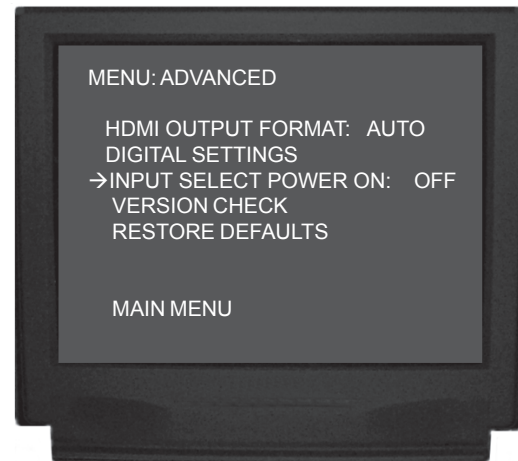 MENU: ADVANCED
HDMI OUTPUT FORMAT: AUTO
DIGITAL SETTINGS
→INPUT SELECT POWER ON: OFF
VERSION CHECK
RESTORE DEFAULTS
MAIN MENU